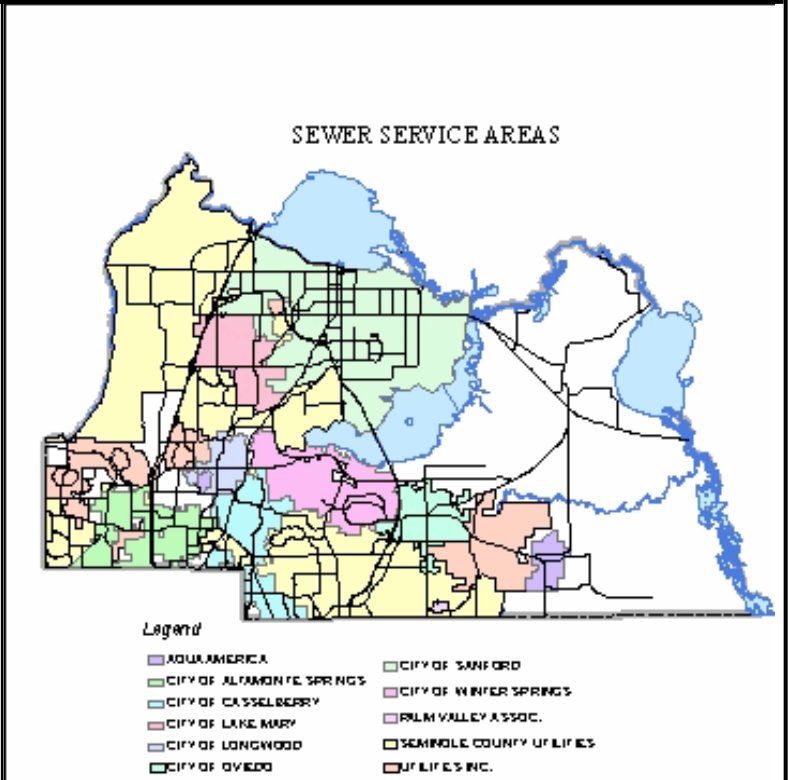 SEWER SERVICE AREAS
Legend
AQUA AMERICA
CITY OF ALTAMONTE SPRINGS
CITY OF CASSELBERRY
CITY OF LAKE MARY
CITY OF LONGWOOD
CITY OF OVIEDO
CITY OF SANFORD
CITY OF WINTER SPRINGS
PALM VALLEY ASSOC.
SEMINOLE COUNTY UTILITIES
UTILITIES INC.